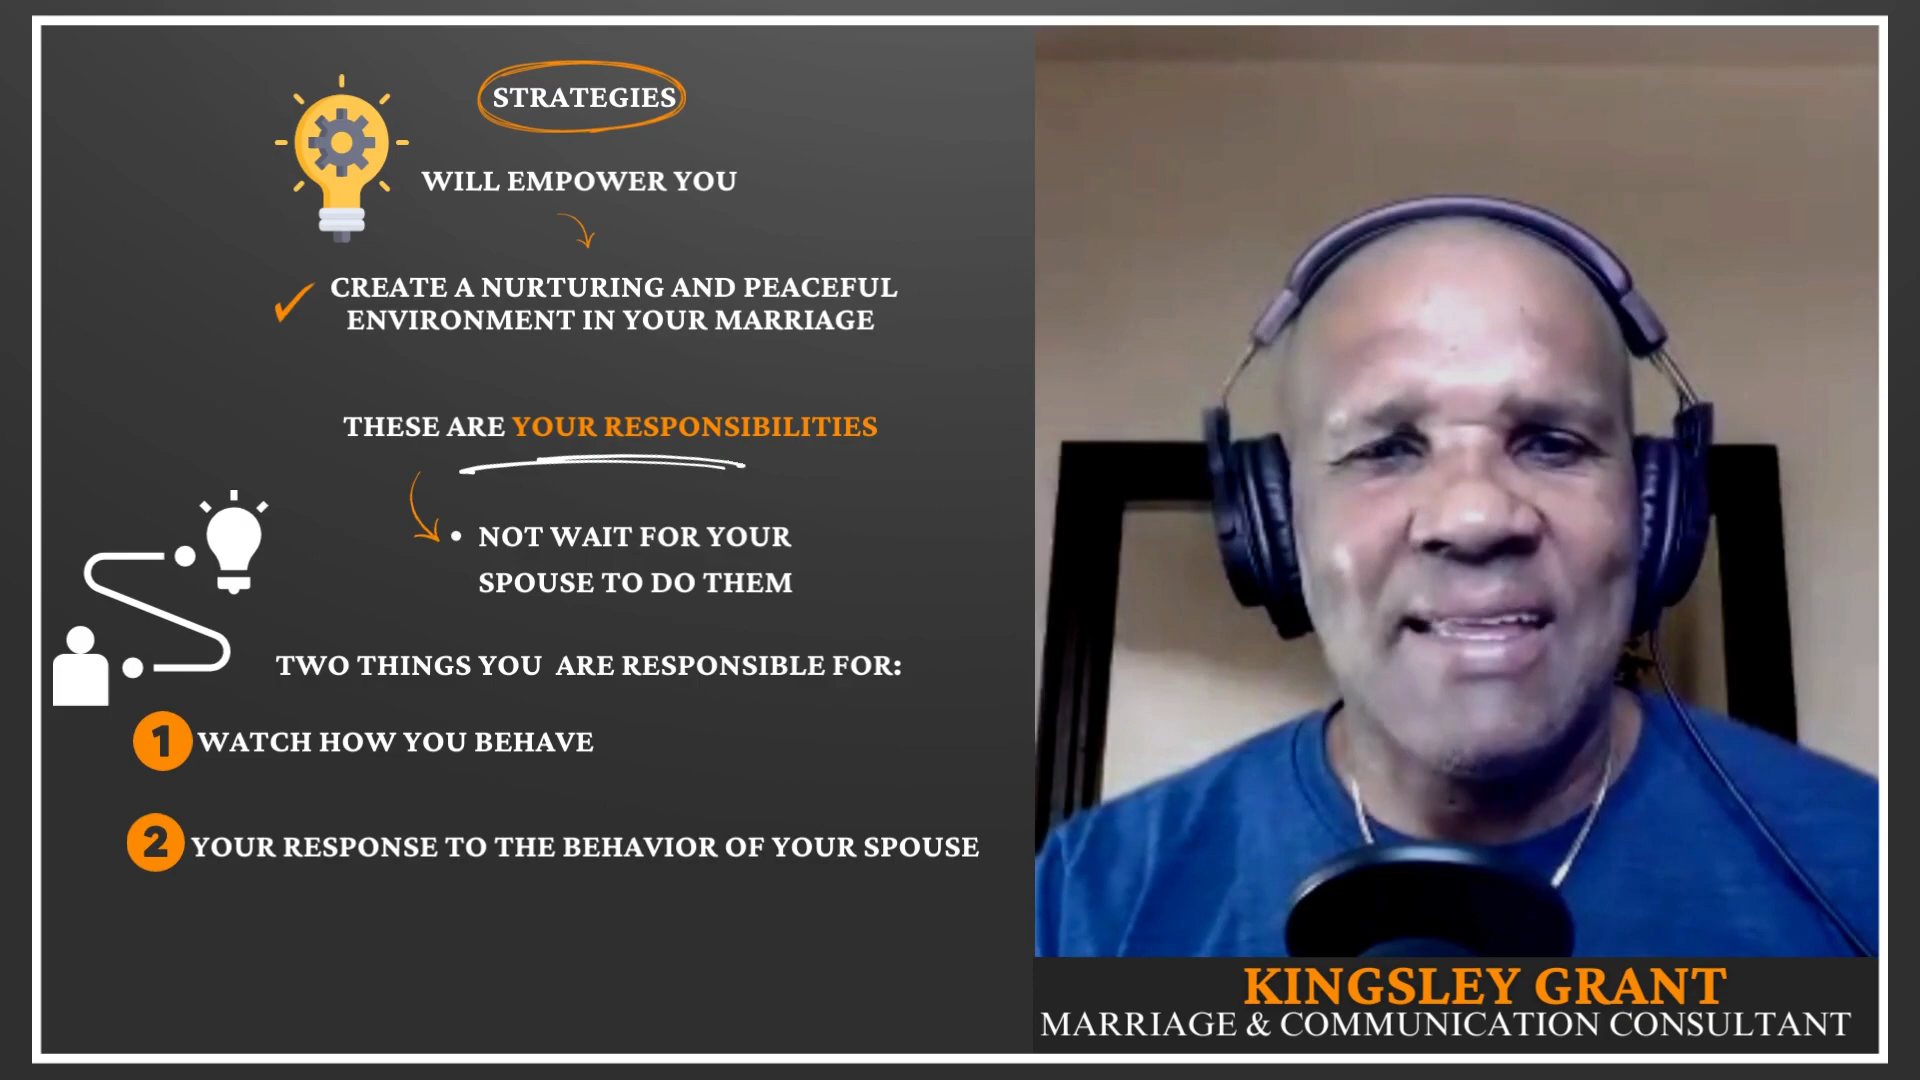 STRATEGIES
WILL EMPOWER YOU
CREATE A NURTURING AND PEACEFUL
ENVIRONMENT IN YOUR MARRIAGE
THESE ARE YOUR RESPONSIBILITIES
• NOT WAIT FOR YOUR
SPOUSE TO DO THEM
TWO THINGS YOU ARE RESPONSIBLE FOR:
1 WATCH HOW YOU BEHAVE
2 YOUR RESPONSE TO THE BEHAVIOR OF YOUR SPOUSE
KINGSLEY GRANT
MARRIAGE & COMMUNICATION CONSULTANT